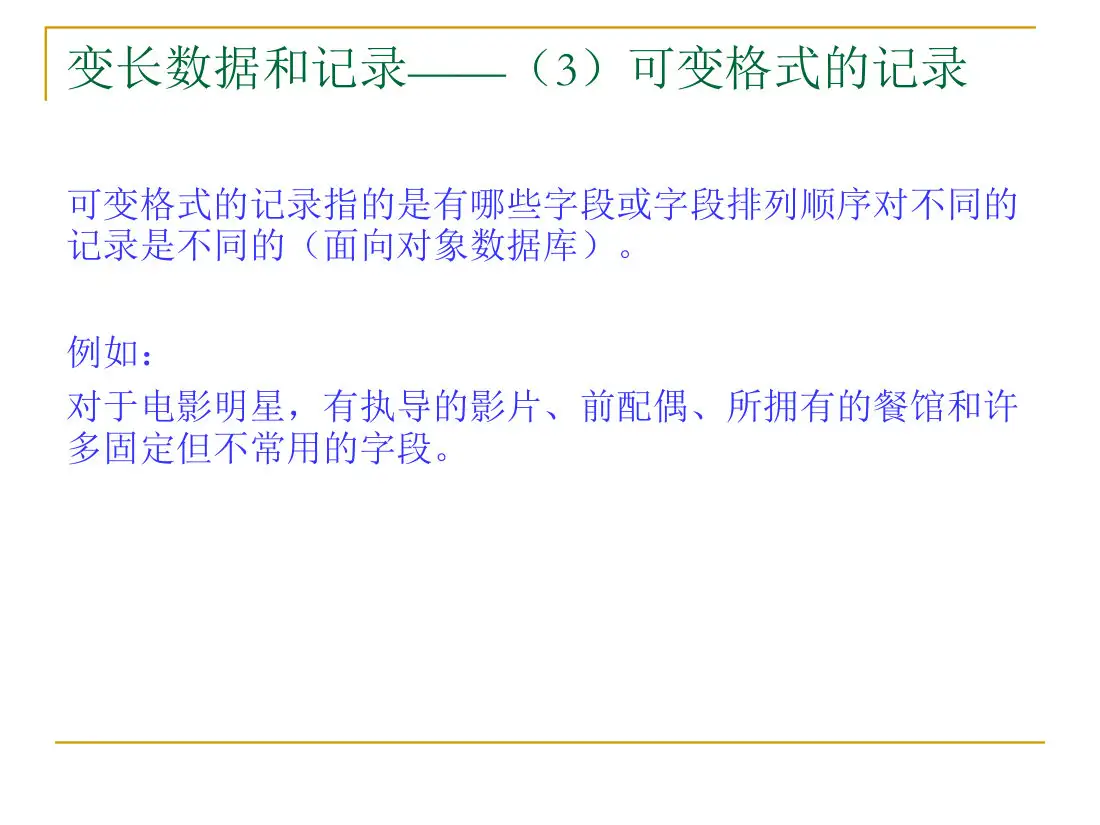 变长数据和记录——（3）可变格式的记录
可变格式的记录指的是有哪些字段或字段排列顺序对不同的
记录是不同的（面向对象数据库）。
例如：
对于电影明星，有执导的影片、前配偶、所拥有的餐馆和许
多固定但不常用的字段。